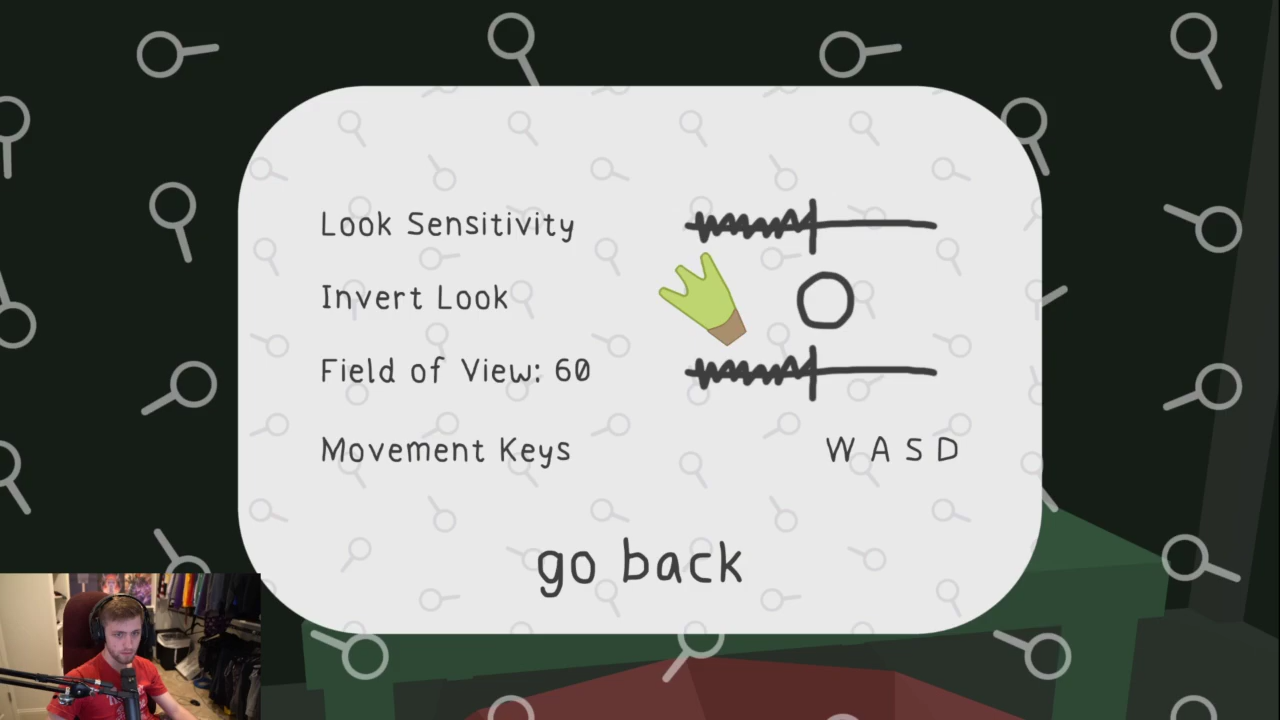 Look Sensitivity
Invert Look
Field of View: 60
Movement Keys W A S D
go back